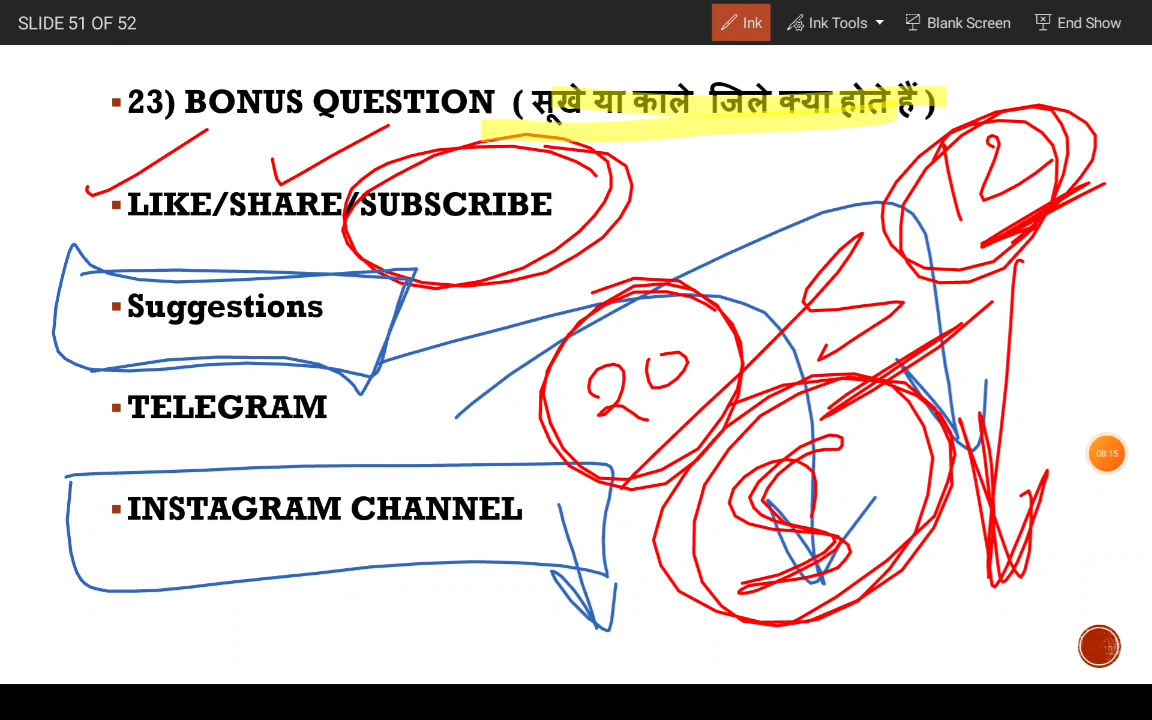 SLIDE 51 OF 52
Ink Ink Tools Blank Screen End Show
23) BONUS QUESTION ( सूखे या काले जिले क्या होते हैं )
LIKE/SHARE/SUBSCRIBE
Suggestions
20
TELEGRAM
08:15
INSTAGRAM CHANNEL